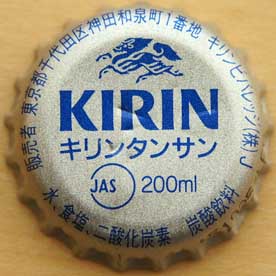 販売者 東京都千代田区神田和泉町1番地 キリンビバレッジ(株)J
KIRIN
キリンタンサン
JAS 200ml
水、食塩、二酸化炭素 炭酸飲料